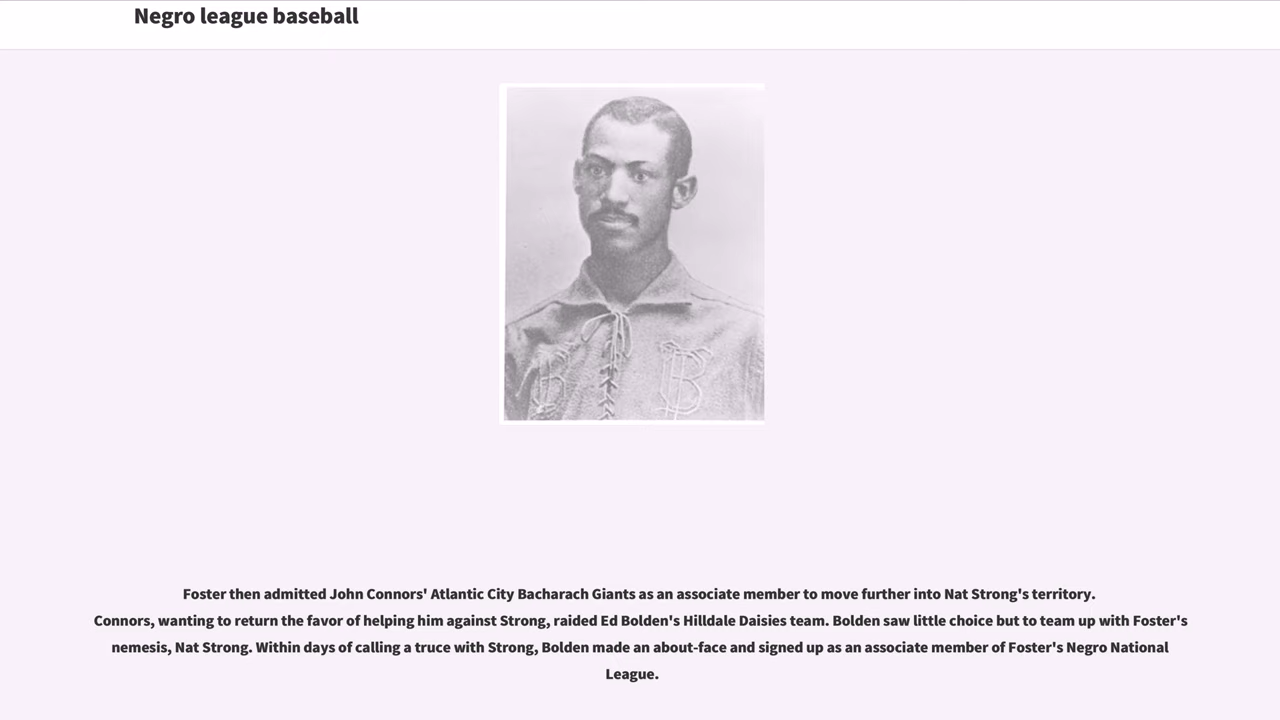 Negro league baseball
B B
Foster then admitted John Connors' Atlantic City Bacharach Giants as an associate member to move further into Nat Strong's territory.
Connors, wanting to return the favor of helping him against Strong, raided Ed Bolden's Hilldale Daisies team. Bolden saw little choice but to team up with Foster's
nemesis, Nat Strong. Within days of calling a truce with Strong, Bolden made an about-face and signed up as an associate member of Foster's Negro National
League.